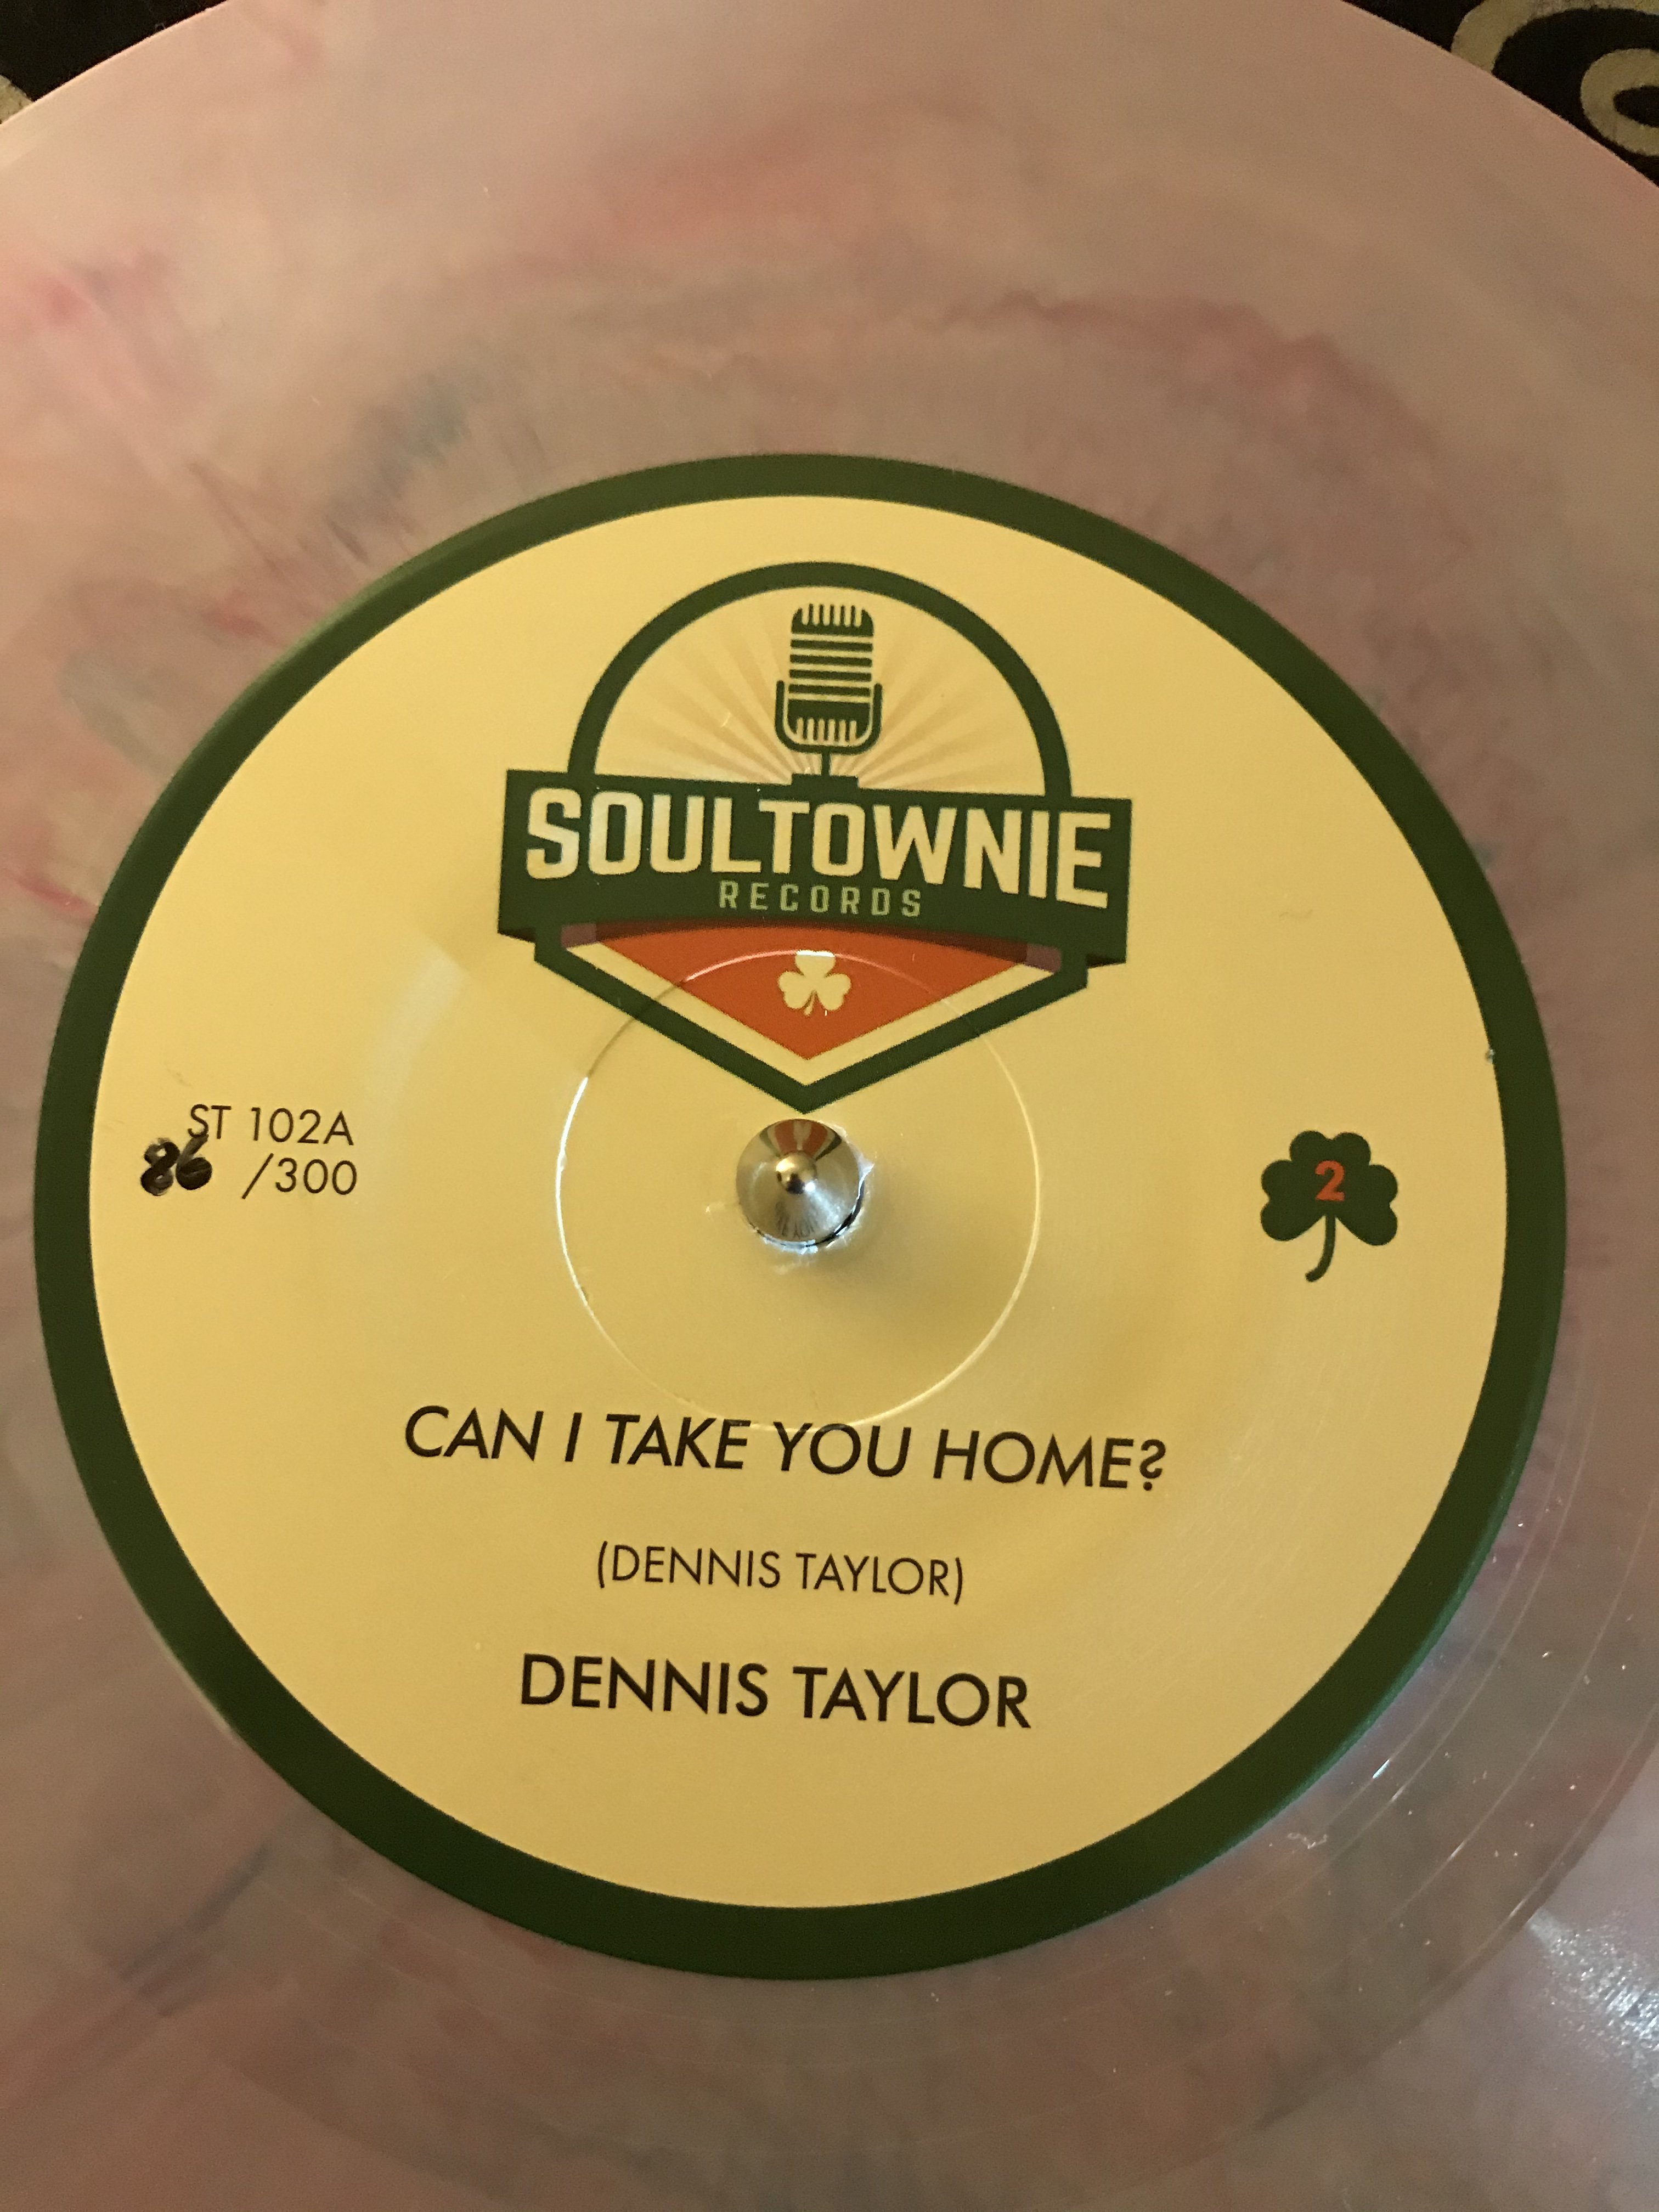 SOULTOWNIE
RECORDS
ST 102A
86 /300
2
CAN I TAKE YOU HOME?
(DENNIS TAYLOR)
DENNIS TAYLOR